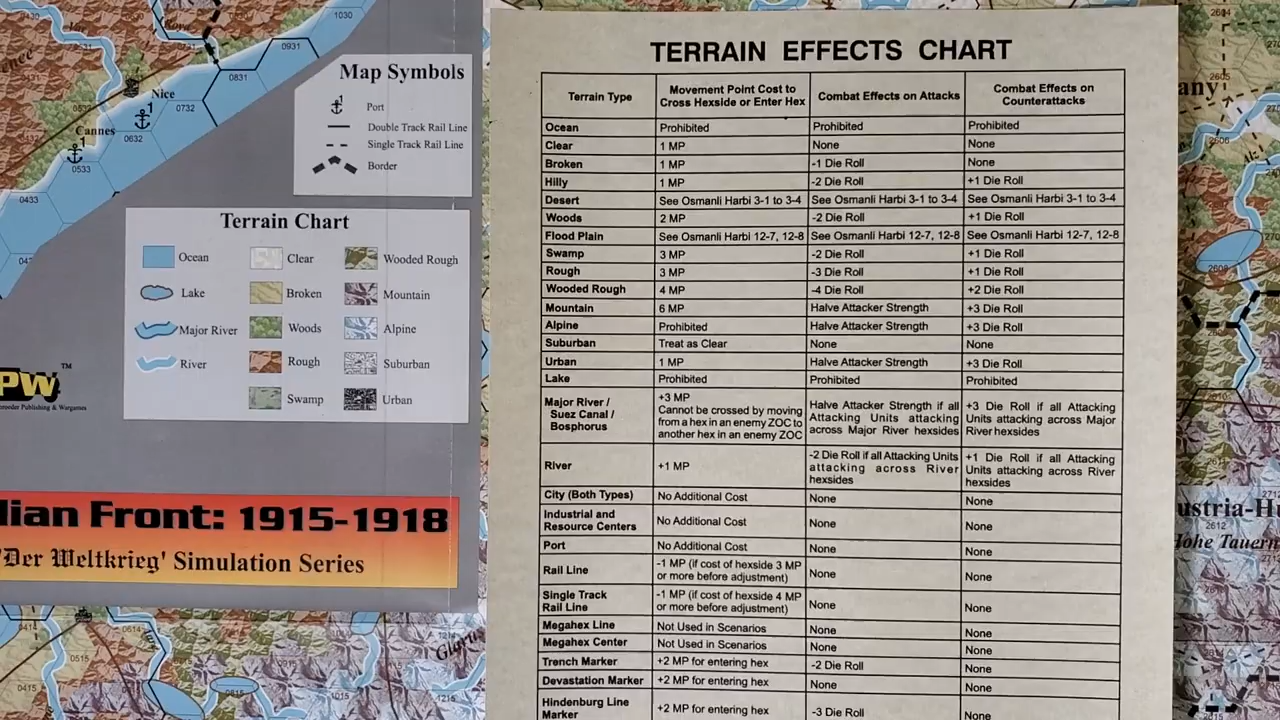 1030
0931
0831
Nice
0732
0632
Cannes
0533
0433
Map Symbols
Port
Double Track Rail Line
Single Track Rail Line
Border
Terrain Chart
Ocean
Clear
Wooded Rough
Lake
Broken
Mountain
Major River
Woods
Alpine
River
Rough
Suburban
Swamp
Urban
PW
TM
lian Front: 1915-1918
'Der Weltkrieg' Simulation Series
0414
0614
0515
0415
1015
1215
TERRAIN EFFECTS CHART
Terrain Type
Movement Point Cost to
Cross Hexside or Enter Hex
Combat Effects on Attacks
Combat Effects on
Counterattacks
Ocean Prohibited Prohibited Prohibited
Clear 1 MP None None
Broken 1 MP -1 Die Roll None
Hilly 1 MP -2 Die Roll +1 Die Roll
Desert See Osmanli Harbi 3-1 to 3-4 See Osmanli Harbi 3-1 to 3-4 See Osmanli Harbi 3-1 to 3-4
Woods 2 MP -2 Die Roll +1 Die Roll
Flood Plain See Osmanli Harbi 12-7, 12-8 See Osmanli Harbi 12-7, 12-8 See Osmanli Harbi 12-7, 12-8
Swamp 3 MP -2 Die Roll +1 Die Roll
Rough 3 MP -3 Die Roll +1 Die Roll
Wooded Rough 4 MP -4 Die Roll +2 Die Roll
Mountain 6 MP Halve Attacker Strength +3 Die Roll
Alpine Prohibited Halve Attacker Strength +3 Die Roll
Suburban Treat as Clear None None
Urban 1 MP Halve Attacker Strength +3 Die Roll
Lake Prohibited Prohibited Prohibited
Major River /
Suez Canal /
Bosphorus
+3 MP
Cannot be crossed by moving
from a hex in an enemy ZOC to
another hex in an enemy ZOC
Halve Attacker Strength if all
Attacking Units attacking
across Major River hexsides
+3 Die Roll if all Attacking
Units attacking across Major
River hexsides
River
+1 MP
-2 Die Roll if all Attacking Units
attacking across River
hexsides
+1 Die Roll if all Attacking
Units attacking across River
hexsides
City (Both Types) No Additional Cost None None
Industrial and
Resource Centers
No Additional Cost None None
Port No Additional Cost None None
Rail Line
-1 MP (if cost of hexside 3 MP
or more before adjustment)
None None
Single Track
Rail Line
-1 MP (if cost of hexside 4 MP
or more before adjustment)
None None
Megahex Line Not Used in Scenarios None None
Megahex Center Not Used in Scenarios None None
Trench Marker +2 MP for entering hex -2 Die Roll None
Devastation Marker +2 MP for entering hex None None
Hindenburg Line
Marker
+2 MP for entering hex -3 Die Roll None
2604
2605
any
2606
2608
ustria-Hu
2612
Hohe Tauern